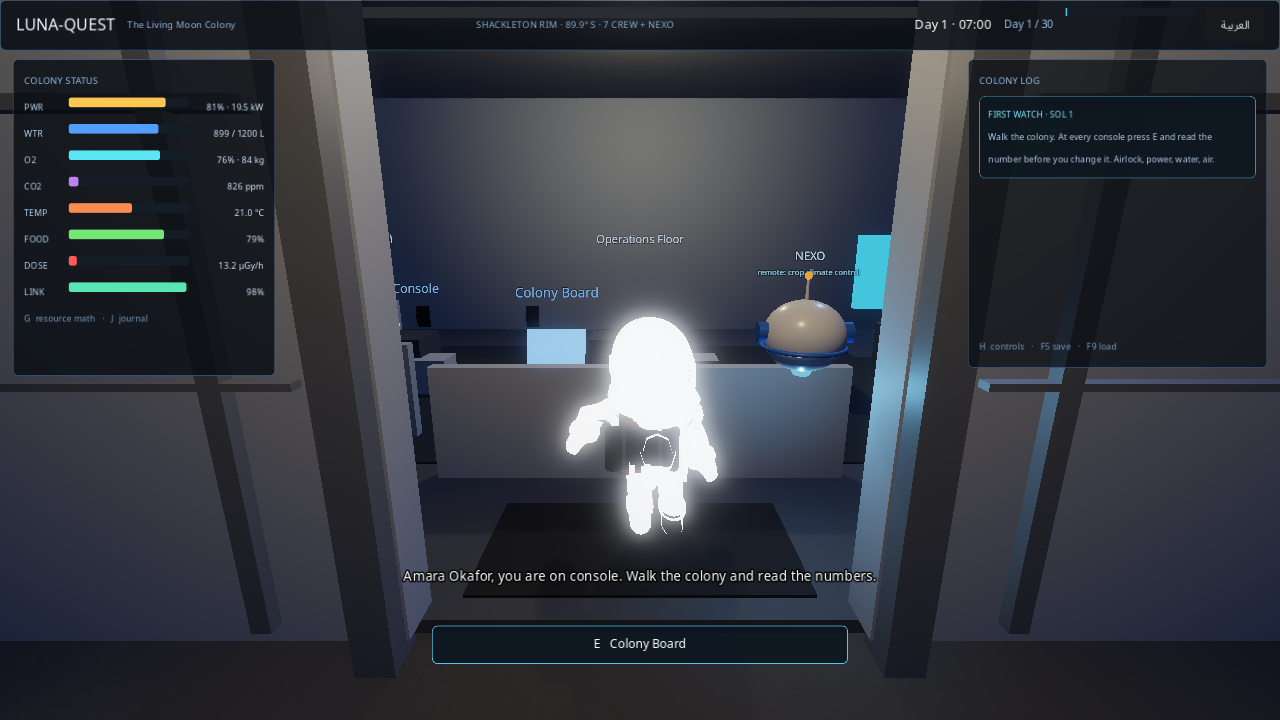 LUNA-QUEST The Living Moon Colony
SHACKLETON RIM · 89.9° S · 7 CREW + NEXO
Day 1 · 07:00 Day 1 / 30
العربية
COLONY STATUS
PWR 81% · 19.5 kW
WTR 899 / 1200 L
O2 76% · 84 kg
CO2 826 ppm
TEMP 21.0 °C
FOOD 79%
DOSE 13.2 µGy/h
LINK 98%
G resource math · J journal
COLONY LOG
FIRST WATCH · SOL 1
Walk the colony. At every console press E and read the
number before you change it. Airlock, power, water, air.
H controls · F5 save · F9 load
Operations Floor
NEXO
remote: crop climate control
Console
Colony Board
Amara Okafor, you are on console. Walk the colony and read the numbers.
E Colony Board